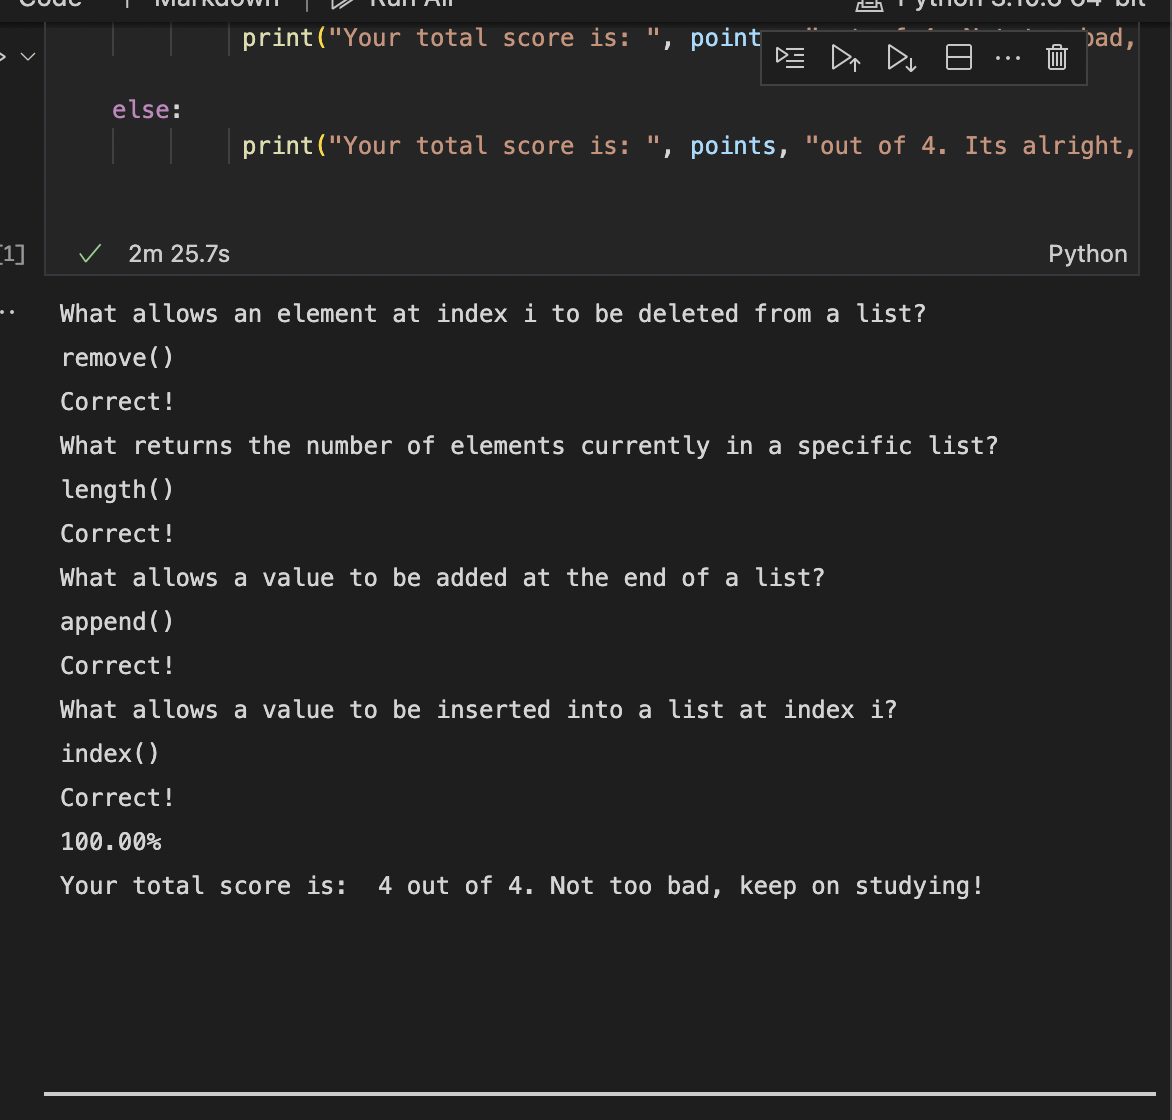 Code Markdown Run All Python 3.10.6 64-bit
print("Your total score is: ", point bad,
else:
print("Your total score is: ", points, "out of 4. Its alright,
[1] 2m 25.7s Python
What allows an element at index i to be deleted from a list?
remove()
Correct!
What returns the number of elements currently in a specific list?
length()
Correct!
What allows a value to be added at the end of a list?
append()
Correct!
What allows a value to be inserted into a list at index i?
index()
Correct!
100.00%
Your total score is:  4 out of 4. Not too bad, keep on studying!